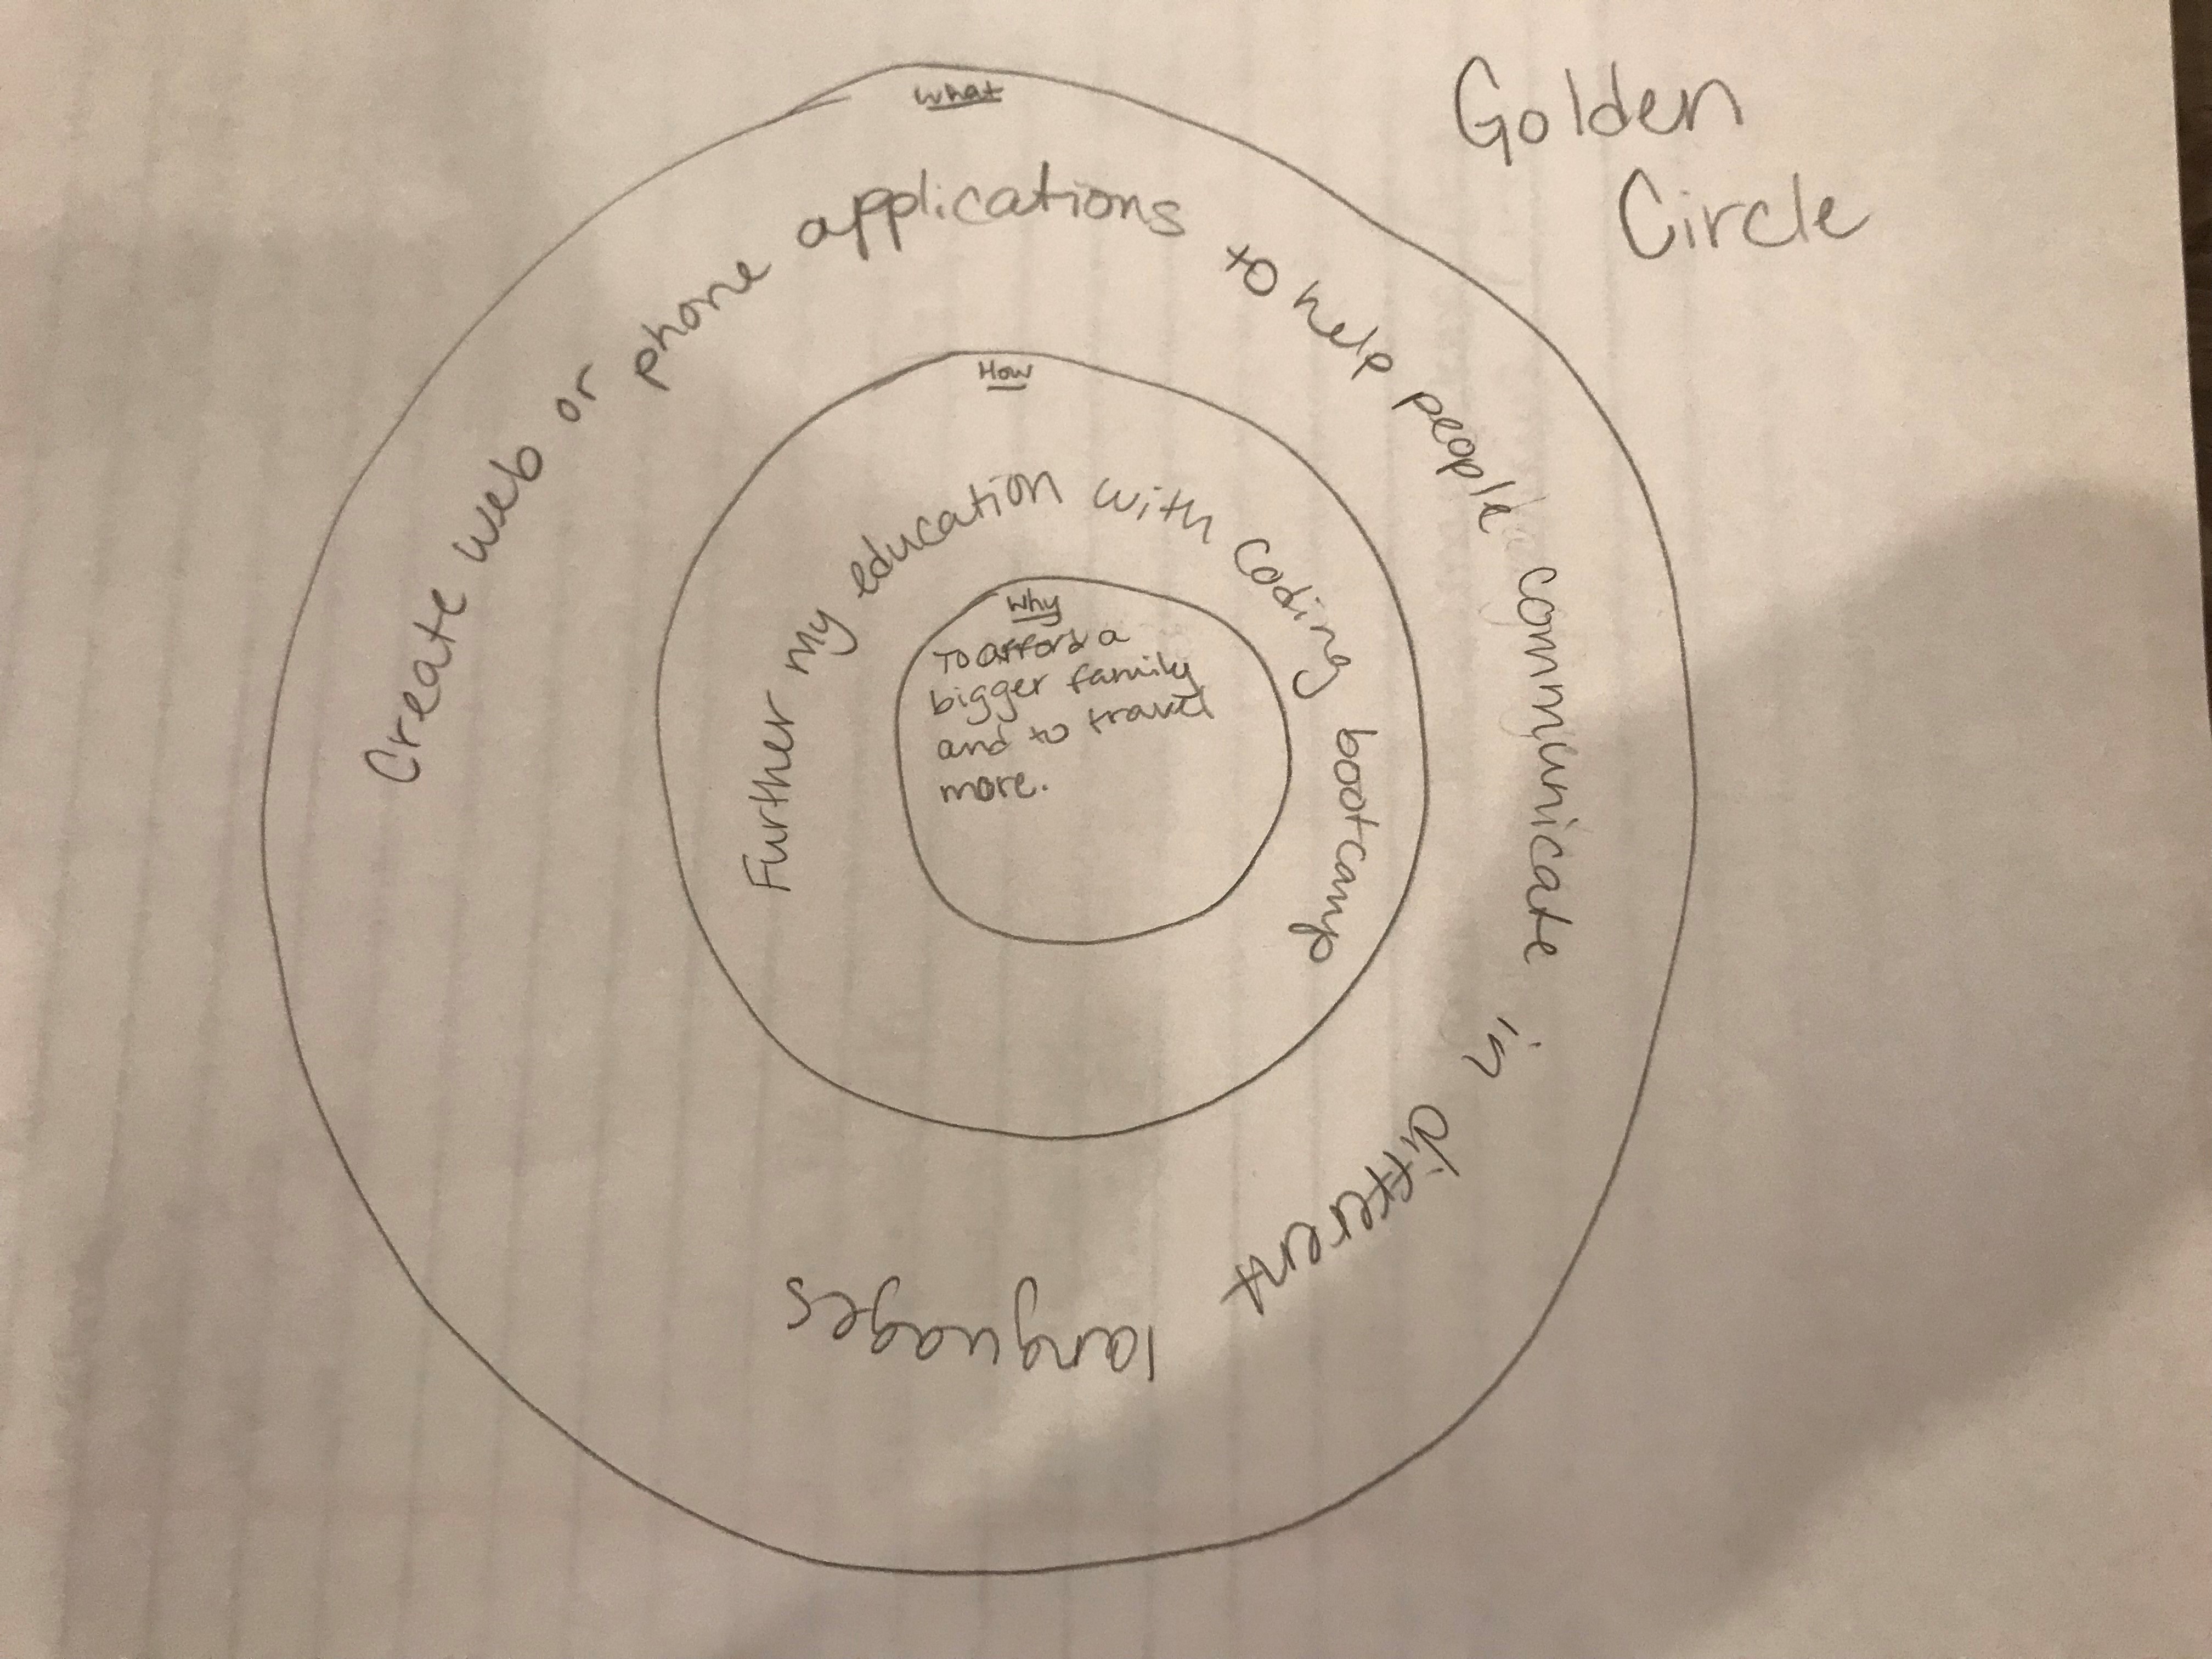 Golden
Circle
What
Create web or phone applications to help people communicate in different languages
How
Further my education with coding bootcamp
Why
To afford a
bigger family
and to travel
more.